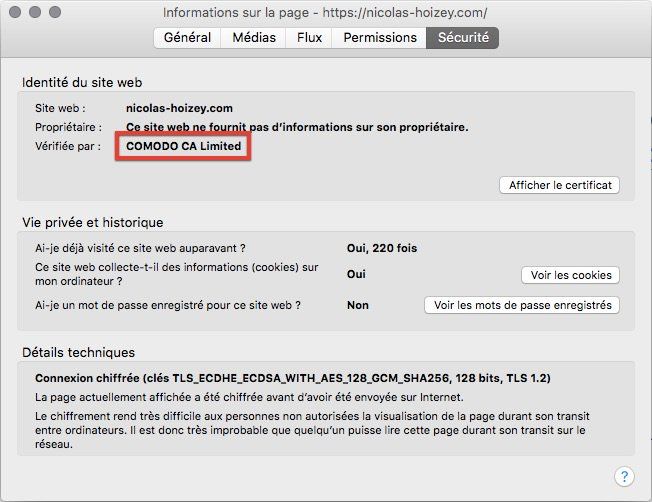 Informations sur la page - https://nicolas-hoizey.com/
Général Médias Flux Permissions Sécurité
Identité du site web
Site web : nicolas-hoizey.com
Propriétaire : Ce site web ne fournit pas d'informations sur son propriétaire.
Vérifiée par : COMODO CA Limited
Afficher le certificat
Vie privée et historique
Ai-je déjà visité ce site web auparavant ? Oui, 220 fois
Ce site web collecte-t-il des informations (cookies) sur
mon ordinateur ? Oui Voir les cookies
Ai-je un mot de passe enregistré pour ce site web ? Non Voir les mots de passe enregistrés
Détails techniques
Connexion chiffrée (clés TLS_ECDHE_ECDSA_WITH_AES_128_GCM_SHA256, 128 bits, TLS 1.2)
La page actuellement affichée a été chiffrée avant d'avoir été envoyée sur Internet.
Le chiffrement rend très difficile aux personnes non autorisées la visualisation de la page durant son transit
entre ordinateurs. Il est donc très improbable que quelqu'un puisse lire cette page durant son transit sur le
réseau.
?